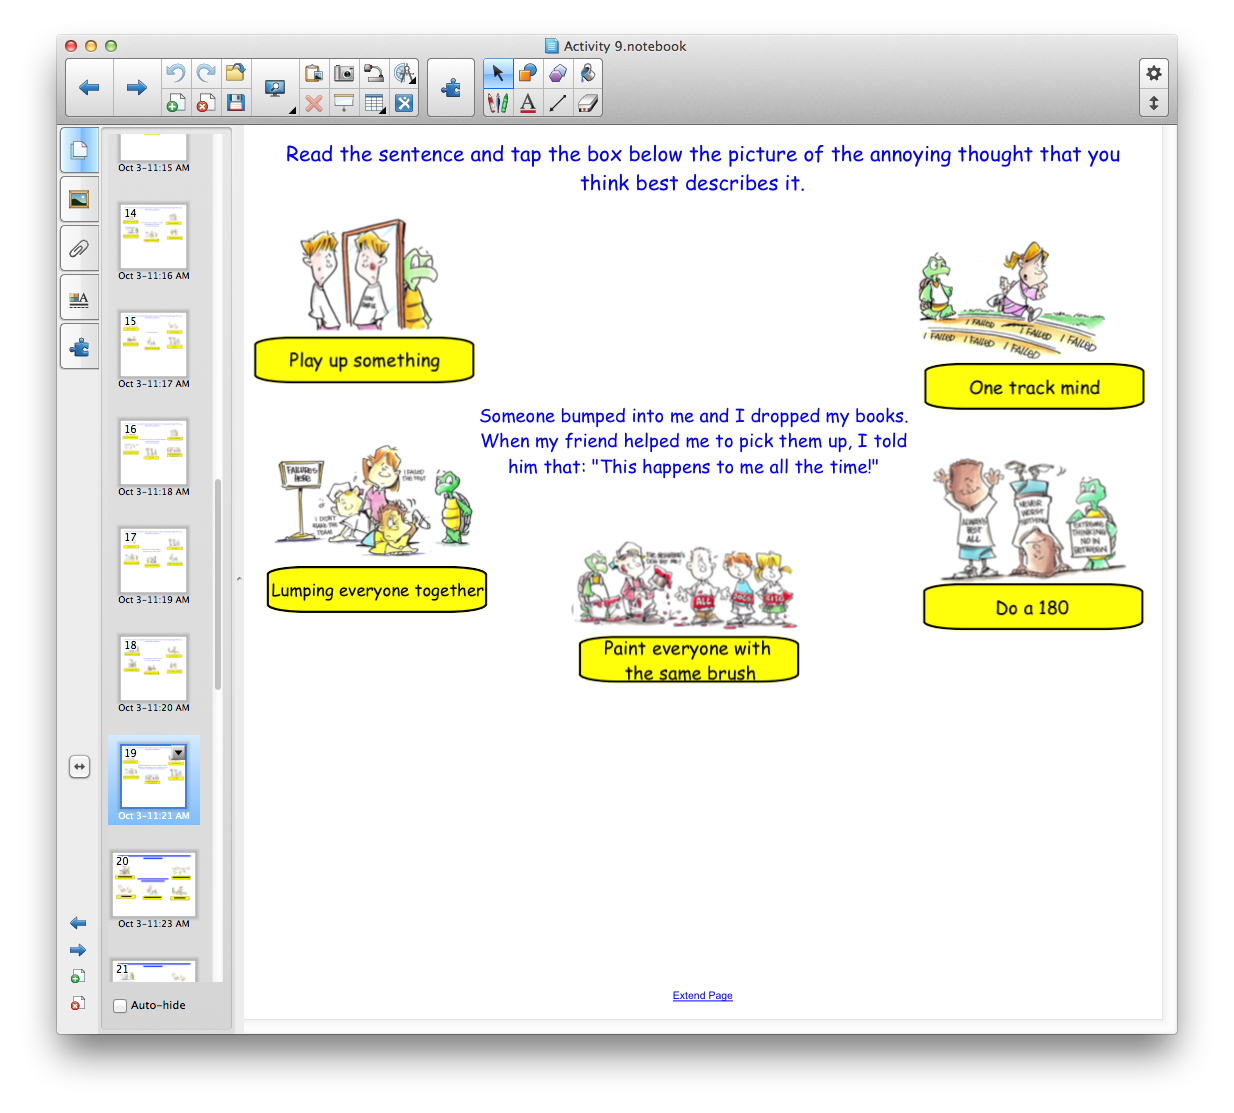 Activity 9.notebook
Oct 3-11:15 AM
14
Oct 3-11:16 AM
15
Oct 3-11:17 AM
16
Oct 3-11:18 AM
17
Oct 3-11:19 AM
18
Oct 3-11:20 AM
19
Oct 3-11:21 AM
20
Oct 3-11:23 AM
21
Auto-hide
Read the sentence and tap the box below the picture of the annoying thought that you
think best describes it.
Play up something
I FAILED I FAILED I FAILED
I FAILED I FAILED I FAILED
One track mind
Someone bumped into me and I dropped my books.
When my friend helped me to pick them up, I told
him that: "This happens to me all the time!"
FAILURES
HERE
I FAILED
THE TEST
I DIDN'T
MAKE THE
TEAM
Lumping everyone together
ALL
Paint everyone with
the same brush
ALWAYS
BEST
ALL
NEVER
WORST
NOTHING
EXTREME
THINKING
NO IN
BETWEEN
Do a 180
Extend Page